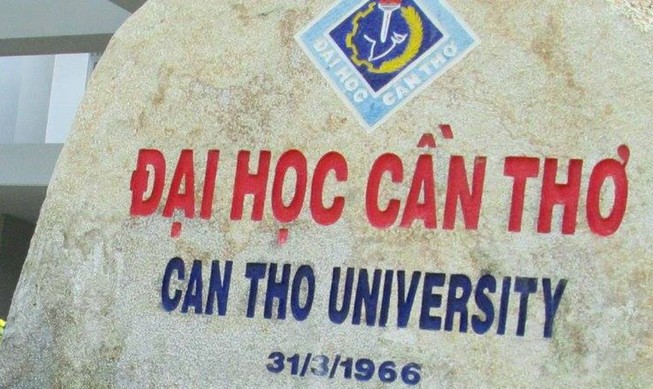 ĐẠI HỌC CẦN THƠ
ĐẠI HỌC CẦN THƠ
CAN THO UNIVERSITY
31/3/1966